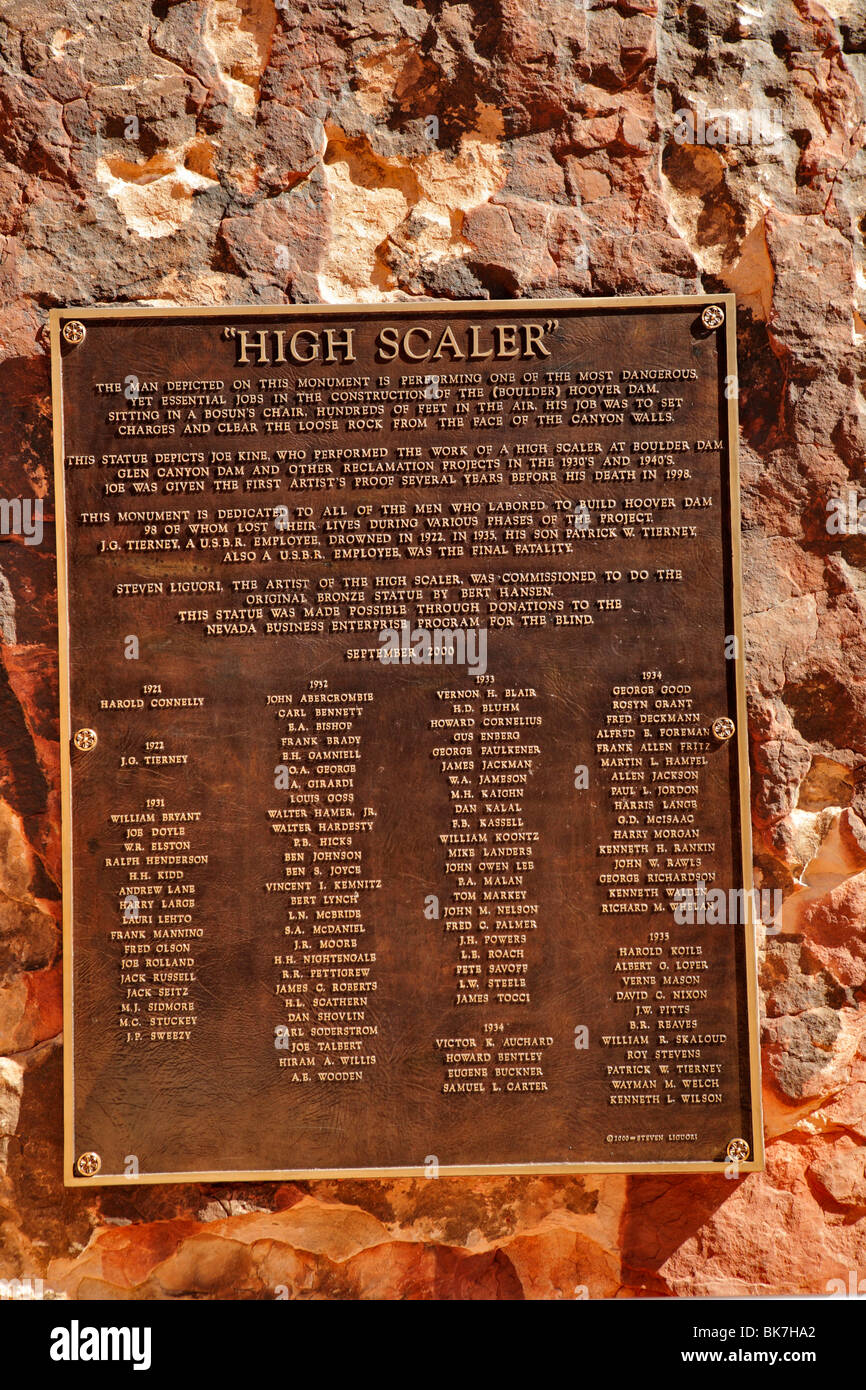 "HIGH SCALER"
THE MAN DEPICTED ON THIS MONUMENT IS PERFORMING ONE OF THE MOST DANGEROUS,
YET ESSENTIAL JOBS IN THE CONSTRUCTION OF THE (BOULDER) HOOVER DAM.
SITTING IN A BOSUN'S CHAIR, HUNDREDS OF FEET IN THE AIR, HIS JOB WAS TO SET
CHARGES AND CLEAR THE LOOSE ROCK FROM THE FACE OF THE CANYON WALLS.
THIS STATUE DEPICTS JOE KINE, WHO PERFORMED THE WORK OF A HIGH SCALER AT BOULDER DAM
GLEN CANYON DAM AND OTHER RECLAMATION PROJECTS IN THE 1930'S AND 1940'S.
JOE WAS GIVEN THE FIRST ARTIST'S PROOF SEVERAL YEARS BEFORE HIS DEATH IN 1998.
THIS MONUMENT IS DEDICATED TO ALL OF THE MEN WHO LABORED TO BUILD HOOVER DAM
98 OF WHOM LOST THEIR LIVES DURING VARIOUS PHASES OF THE PROJECT.
J.G. TIERNEY, A U.S.B.R. EMPLOYEE, DROWNED IN 1922. IN 1935, HIS SON PATRICK W. TIERNEY,
ALSO A U.S.B.R. EMPLOYEE, WAS THE FINAL FATALITY.
STEVEN LIGUORI, THE ARTIST OF THE HIGH SCALER, WAS COMMISSIONED TO DO THE
ORIGINAL BRONZE STATUE BY BERT HANSEN.
THIS STATUE WAS MADE POSSIBLE THROUGH DONATIONS TO THE
NEVADA BUSINESS ENTERPRISE PROGRAM FOR THE BLIND.
SEPTEMBER 2000
1921
HAROLD CONNELLY
1922
J.G. TIERNEY
1931
WILLIAM BRYANT
JOE DOYLE
W.R. ELSTON
RALPH HENDERSON
H.H. KIDD
ANDREW LANE
HARRY LARGE
LAURI LEHTO
FRANK MANNING
FRED OLSON
JOE ROLLAND
JACK RUSSELL
JACK SEITZ
M.J. SIDMORE
M.C. STUCKEY
J.P. SWEEZY
1932
JOHN ABERCROMBIE
CARL BENNETT
B.A. BISHOP
FRANK BRADY
B.H. GAMNIELL
O.A. GEORGE
A. GIRARDI
LOUIS GOSS
WALTER HAMER, JR.
WALTER HARDESTY
P.B. HICKS
BEN JOHNSON
BEN S. JOYCE
VINCENT I. KEMNITZ
BERT LYNCH
L.N. McBRIDE
S.A. McDANIEL
J.R. MOORE
H.H. NIGHTENGALE
R.R. PETTIGREW
JAMES C. ROBERTS
H.L. SCATHERN
DAN SHOVLIN
CARL SODERSTROM
JOE TALBERT
HIRAM A. WILLIS
A.B. WOODEN
1933
VERNON H. BLAIR
H.D. BLUHM
HOWARD CORNELIUS
GUS ENBERG
GEORGE FAULKENER
JAMES JACKMAN
W.A. JAMESON
M.H. KAIGHN
DAN KALAL
F.B. KASSELL
WILLIAM KOONTZ
MIKE LANDERS
JOHN OWEN LEE
P.A. MALAN
TOM MARKEY
JOHN M. NELSON
FRED C. PALMER
J.H. POWERS
L.E. ROACH
PETE SAVOFF
L.W. STEELE
JAMES TOCCI
1934
VICTOR K. AUCHARD
HOWARD BENTLEY
EUGENE BUCKNER
SAMUEL L. CARTER
1934
GEORGE GOOD
ROSYN GRANT
FRED DECKMANN
ALFRED E. FOREMAN
FRANK ALLEN FRITZ
MARTIN L. HAMPEL
ALLEN JACKSON
PAUL L. JORDON
HARRIS LANGE
G.D. McISAAC
HARRY MORGAN
KENNETH H. RANKIN
JOHN W. RAWLS
GEORGE RICHARDSON
KENNETH WALDEN
RICHARD M. WHELAN
1935
HAROLD KOILE
ALBERT G. LOPER
VERNE MASON
DAVID C. NIXON
J.W. PITTS
B.R. REAVES
WILLIAM R. SKALOUD
ROY STEVENS
PATRICK W. TIERNEY
WAYMAN M. WELCH
KENNETH L. WILSON
©2000 - STEVEN LIGUORI
alamy
Image ID: BK7HA2
www.alamy.com